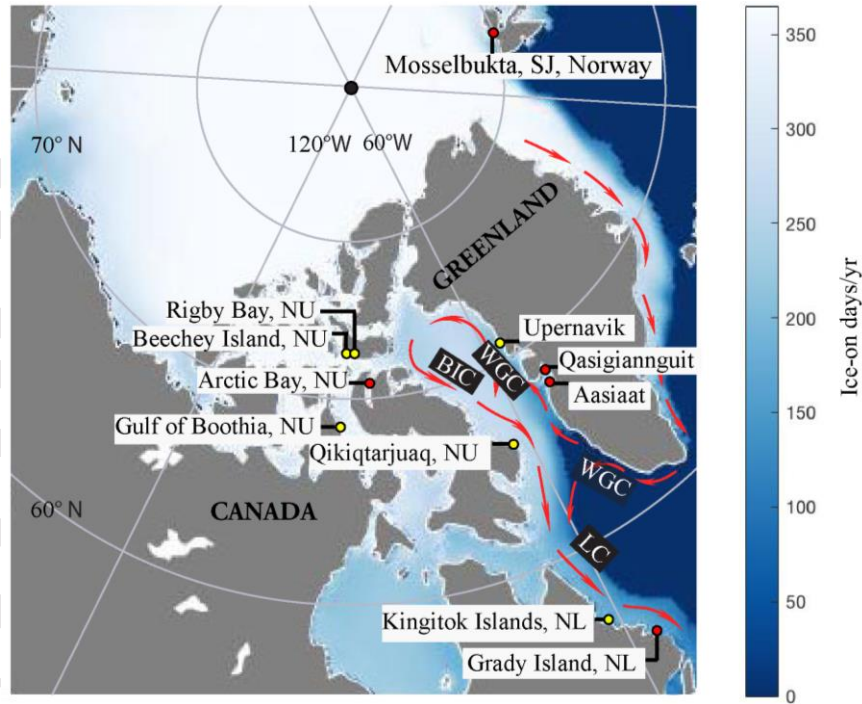 Mosselbukta, SJ, Norway
70° N
120°W
60°W
GREENLAND
Rigby Bay, NU
Beechey Island, NU
Arctic Bay, NU
Gulf of Boothia, NU
Qikiqtarjuaq, NU
Upernavik
Qasigiannguit
Aasiaat
BIC
WGC
WGC
60° N
CANADA
LC
Kingitok Islands, NL
Grady Island, NL
350
300
250
200
150
100
50
0
Ice-on days/yr